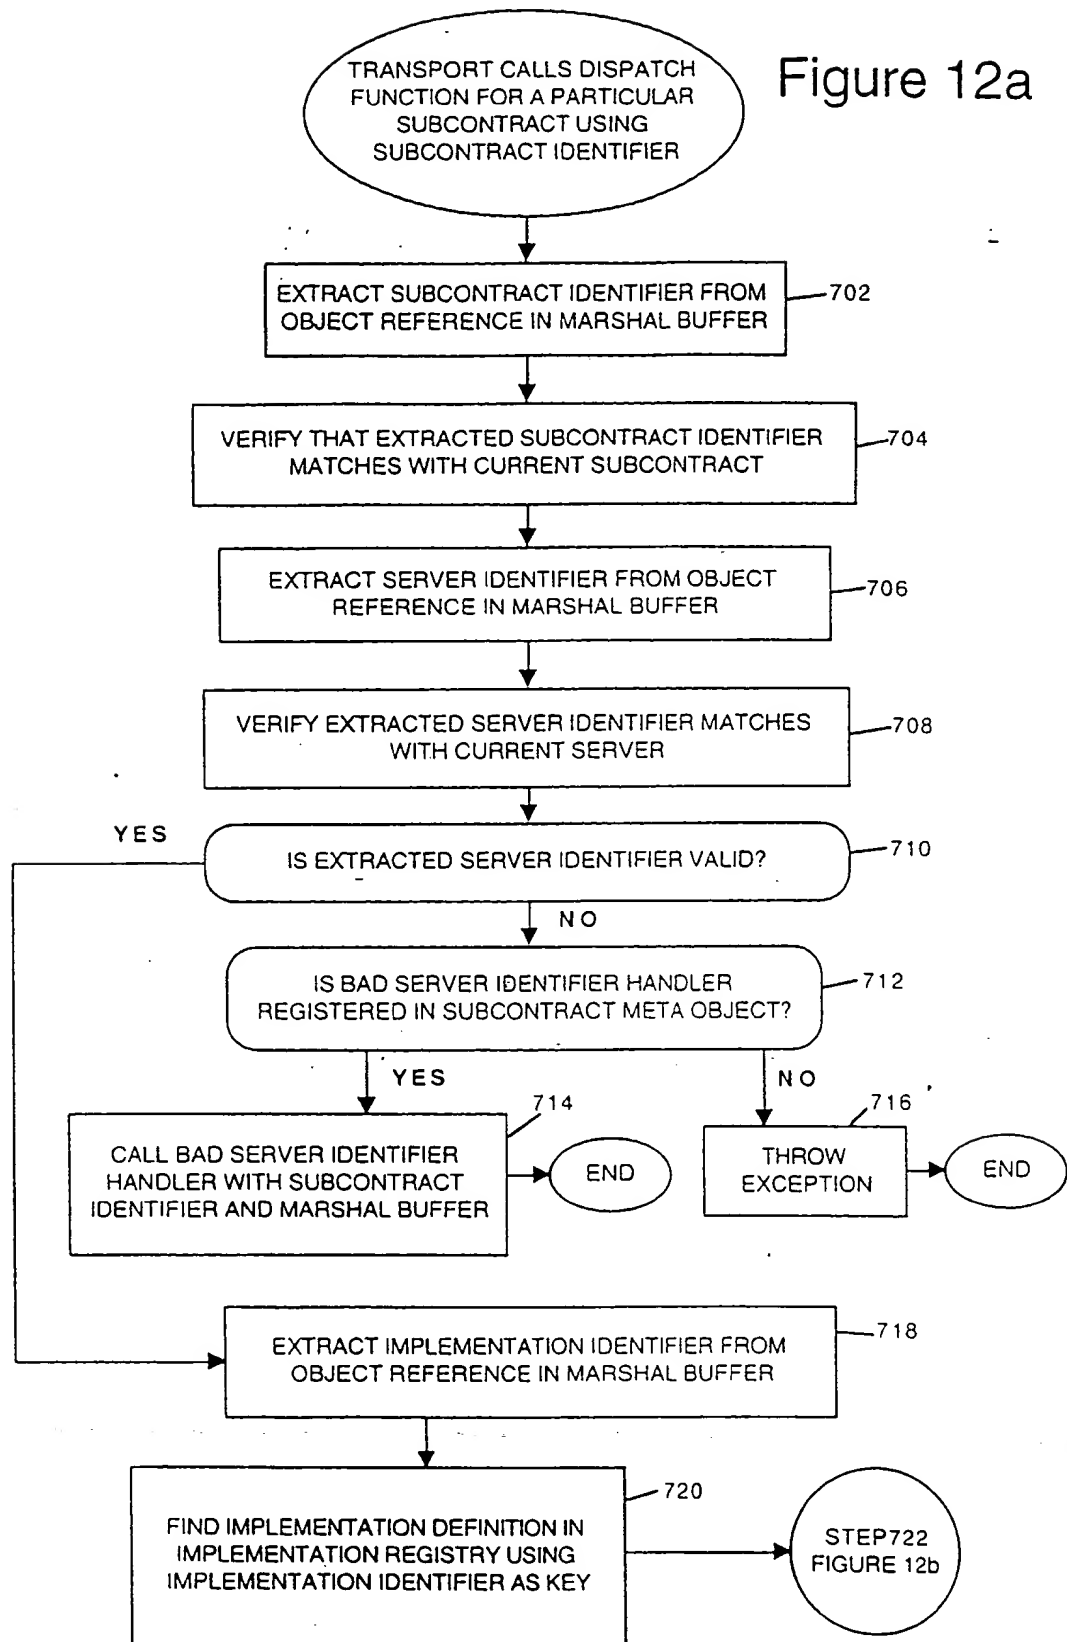 Figure 12a
TRANSPORT CALLS DISPATCH
FUNCTION FOR A PARTICULAR
SUBCONTRACT USING
SUBCONTRACT IDENTIFIER
EXTRACT SUBCONTRACT IDENTIFIER FROM
OBJECT REFERENCE IN MARSHAL BUFFER
702
VERIFY THAT EXTRACTED SUBCONTRACT IDENTIFIER
MATCHES WITH CURRENT SUBCONTRACT
704
EXTRACT SERVER IDENTIFIER FROM OBJECT
REFERENCE IN MARSHAL BUFFER
706
VERIFY EXTRACTED SERVER IDENTIFIER MATCHES
WITH CURRENT SERVER
708
YES
IS EXTRACTED SERVER IDENTIFIER VALID?
710
NO
IS BAD SERVER IDENTIFIER HANDLER
REGISTERED IN SUBCONTRACT META OBJECT?
712
YES
NO
714
CALL BAD SERVER IDENTIFIER
HANDLER WITH SUBCONTRACT
IDENTIFIER AND MARSHAL BUFFER
END
716
THROW
EXCEPTION
END
EXTRACT IMPLEMENTATION IDENTIFIER FROM
OBJECT REFERENCE IN MARSHAL BUFFER
718
FIND IMPLEMENTATION DEFINITION IN
IMPLEMENTATION REGISTRY USING
IMPLEMENTATION IDENTIFIER AS KEY
720
STEP722
FIGURE 12b